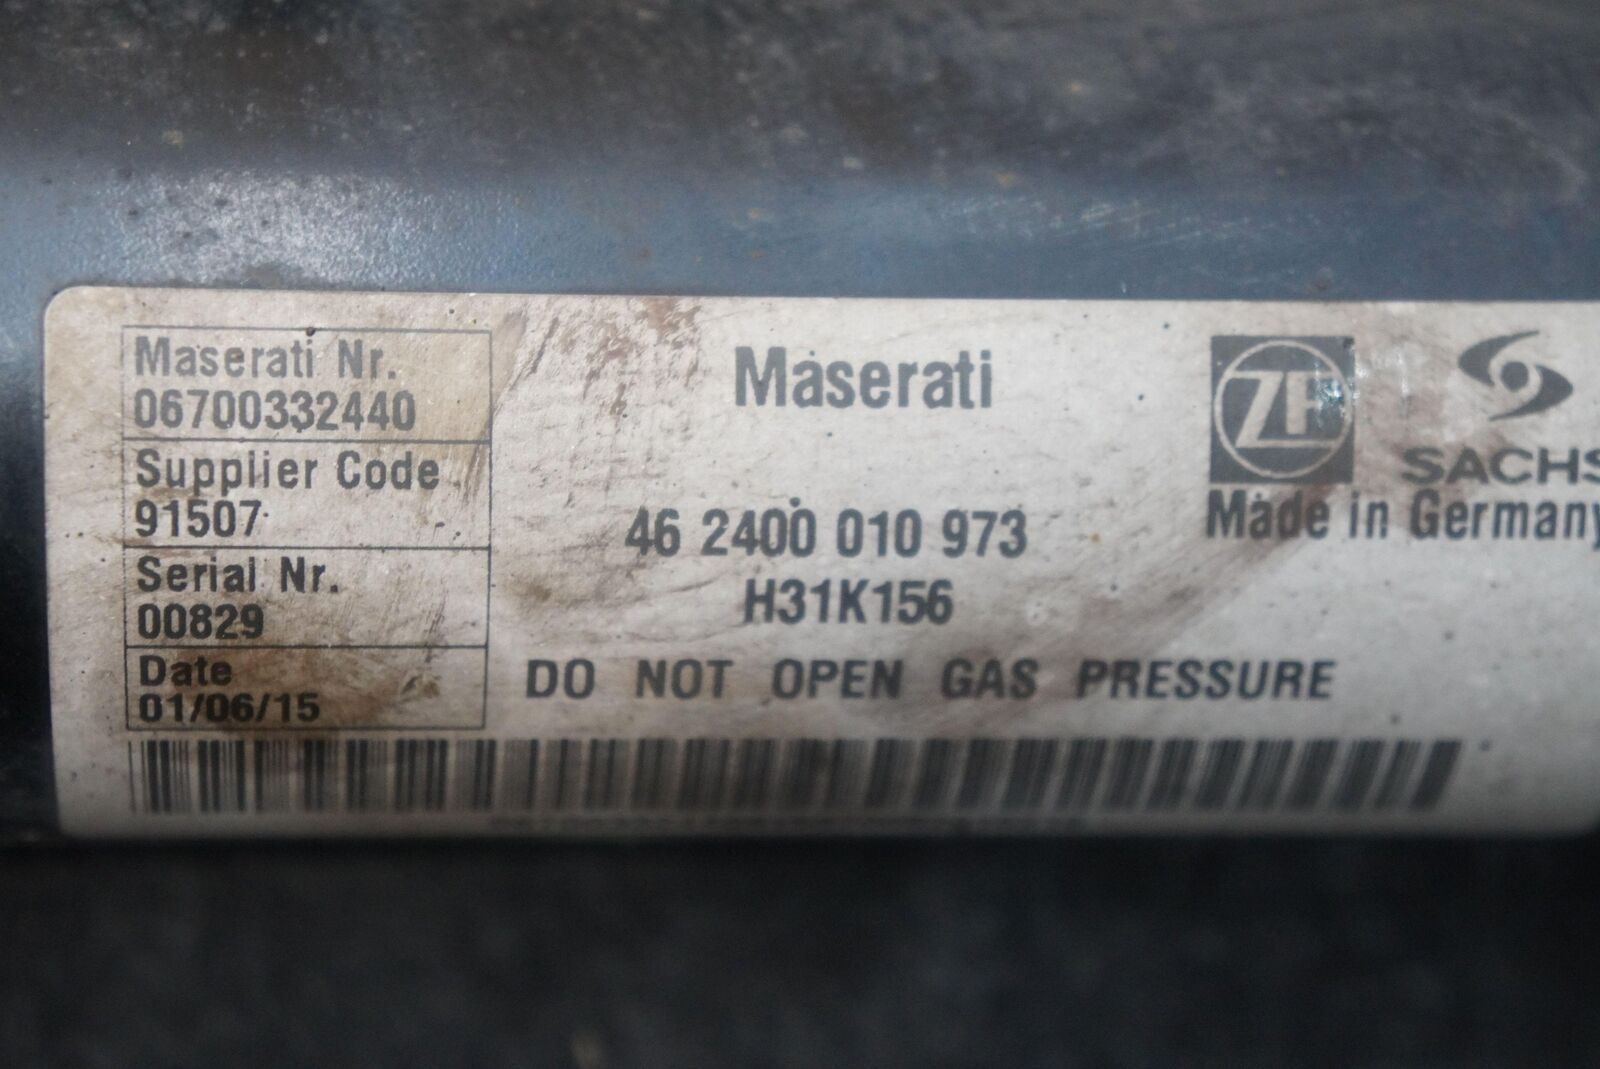 Maserati Nr.
06700332440
Supplier Code
91507
Serial Nr.
00829
Date
01/06/15
Maserati
46 2400 010 973
H31K156
DO NOT OPEN GAS PRESSURE
ZF
SACHS
Made in Germany